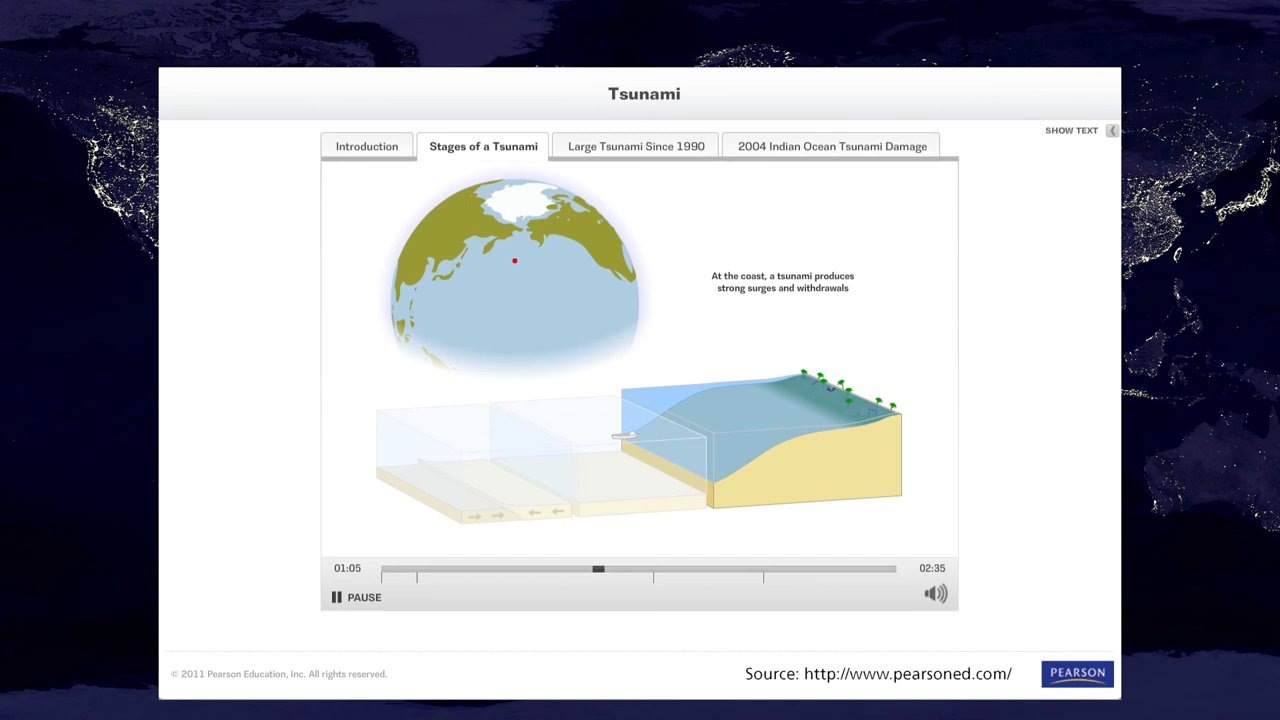 Tsunami
SHOW TEXT
Introduction
Stages of a Tsunami
Large Tsunami Since 1990
2004 Indian Ocean Tsunami Damage
At the coast, a tsunami produces
strong surges and withdrawals
01:05
02:35
PAUSE
© 2011 Pearson Education, Inc. All rights reserved.
Source: http://www.pearsoned.com/
PEARSON